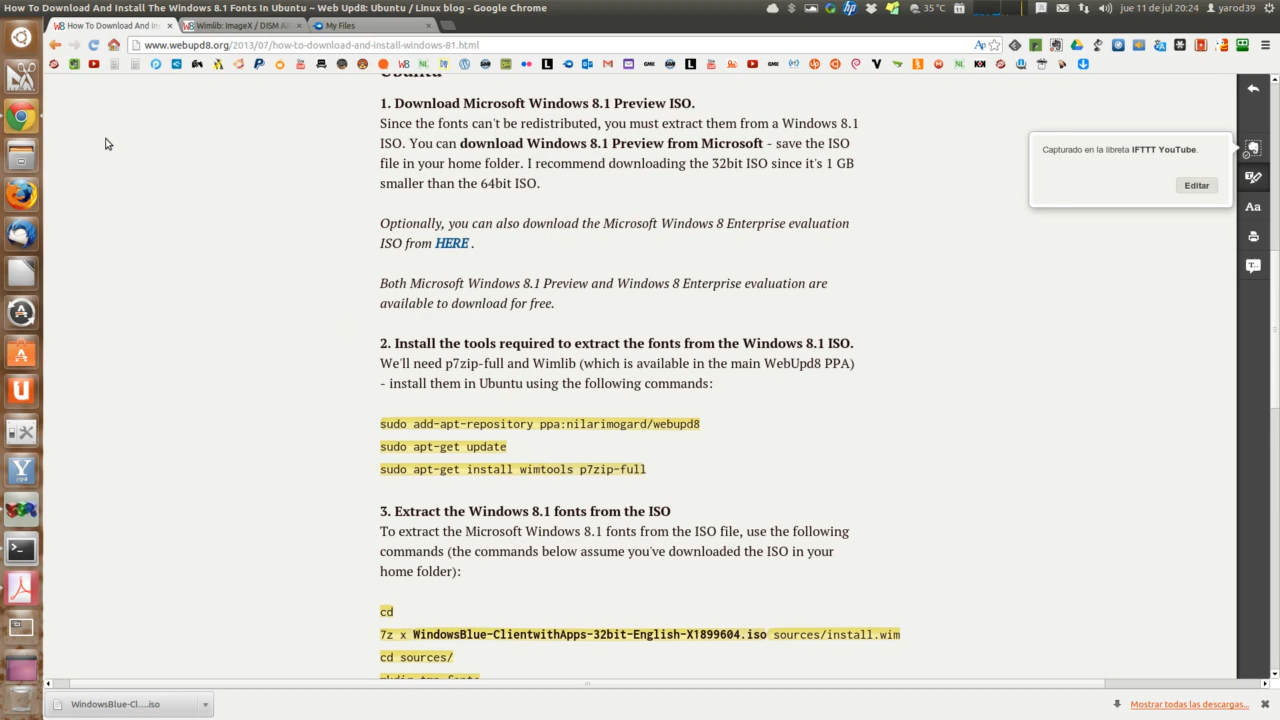 How To Download And Install The Windows 8.1 Fonts In Ubuntu ~ Web Upd8: Ubuntu / Linux blog - Google Chrome
35°C
jue 11 de jul 20:24
yarod39
How To Download And Ins
Wimlib: ImageX / DISM Al
My Files
www.webupd8.org/2013/07/how-to-download-and-install-windows-81.html
Ubuntu
1. Download Microsoft Windows 8.1 Preview ISO.
Since the fonts can't be redistributed, you must extract them from a Windows 8.1
ISO. You can download Windows 8.1 Preview from Microsoft - save the ISO
file in your home folder. I recommend downloading the 32bit ISO since it's 1 GB
smaller than the 64bit ISO.
Capturado en la libreta IFTTT YouTube.
Editar
Aa
Optionally, you can also download the Microsoft Windows 8 Enterprise evaluation
ISO from HERE .
Both Microsoft Windows 8.1 Preview and Windows 8 Enterprise evaluation are
available to download for free.
2. Install the tools required to extract the fonts from the Windows 8.1 ISO.
We'll need p7zip-full and Wimlib (which is available in the main WebUpd8 PPA)
- install them in Ubuntu using the following commands:
sudo add-apt-repository ppa:nilarimogard/webupd8
sudo apt-get update
sudo apt-get install wimtools p7zip-full
3. Extract the Windows 8.1 fonts from the ISO
To extract the Microsoft Windows 8.1 fonts from the ISO file, use the following
commands (the commands below assume you've downloaded the ISO in your
home folder):
cd
7z x WindowsBlue-ClientwithApps-32bit-English-X1899604.iso sources/install.wim
cd sources/
WindowsBlue-Cl....iso
Mostrar todas las descargas...